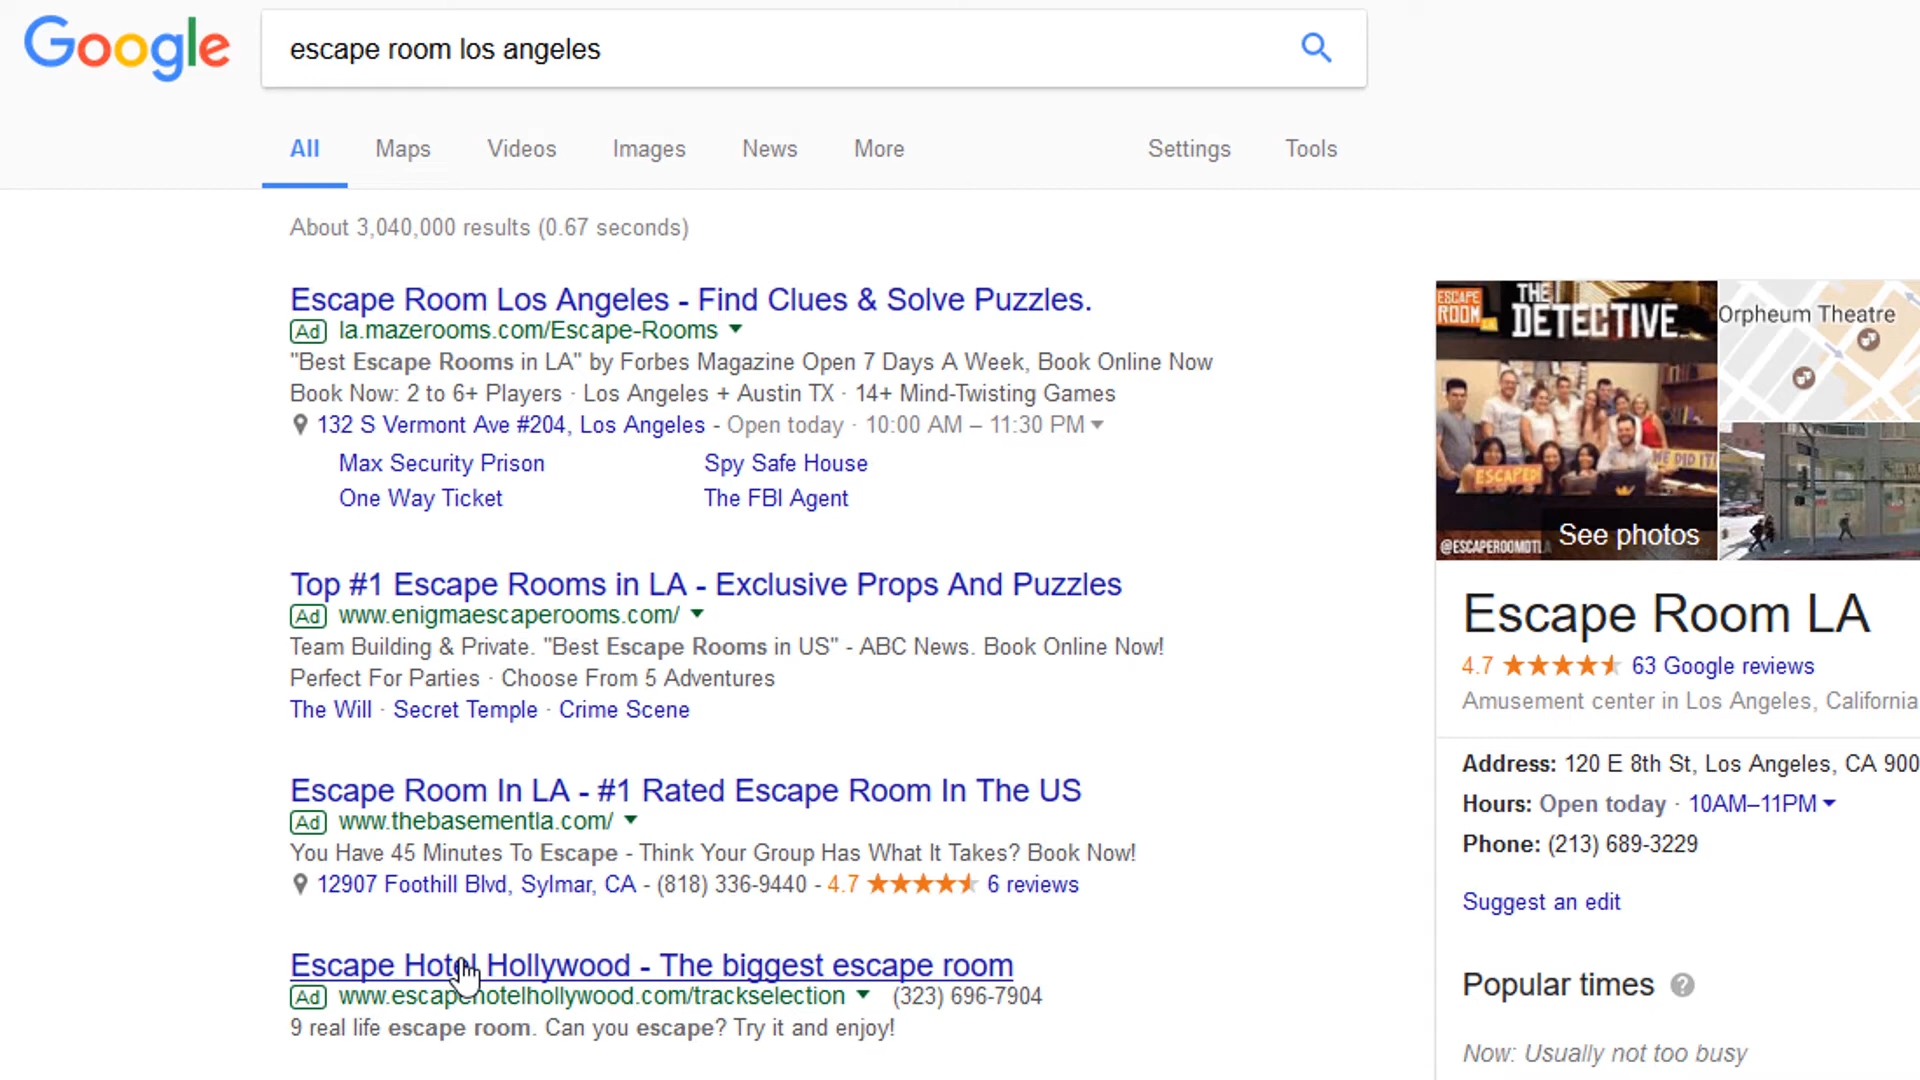 Google
escape room los angeles
All Maps Videos Images News More Settings Tools
About 3,040,000 results (0.67 seconds)
Escape Room Los Angeles - Find Clues & Solve Puzzles.
Ad la.mazerooms.com/Escape-Rooms
"Best Escape Rooms in LA" by Forbes Magazine Open 7 Days A Week, Book Online Now
Book Now: 2 to 6+ Players · Los Angeles + Austin TX · 14+ Mind-Twisting Games
132 S Vermont Ave #204, Los Angeles - Open today · 10:00 AM – 11:30 PM
Max Security Prison Spy Safe House
One Way Ticket The FBI Agent
Top #1 Escape Rooms in LA - Exclusive Props And Puzzles
Ad www.enigmaescaperooms.com/
Team Building & Private. "Best Escape Rooms in US" - ABC News. Book Online Now!
Perfect For Parties · Choose From 5 Adventures
The Will · Secret Temple · Crime Scene
Escape Room In LA - #1 Rated Escape Room In The US
Ad www.thebasementla.com/
You Have 45 Minutes To Escape - Think Your Group Has What It Takes? Book Now!
12907 Foothill Blvd, Sylmar, CA - (818) 336-9440 - 4.7 6 reviews
Escape Hotel Hollywood - The biggest escape room
Ad www.escapehotelhollywood.com/trackselection (323) 696-7904
9 real life escape room. Can you escape? Try it and enjoy!
ESCAPE ROOM
THE DETECTIVE
WE DID IT!
ESCAPED!
See photos
Orpheum Theatre
Escape Room LA
4.7 63 Google reviews
Amusement center in Los Angeles, California
Address: 120 E 8th St, Los Angeles, CA 900
Hours: Open today · 10AM–11PM
Phone: (213) 689-3229
Suggest an edit
Popular times ?
Now: Usually not too busy